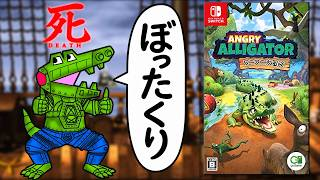 死
DEATH
ぼったくり
NINTENDO
SWITCH
ANGRY
ALLIGATOR